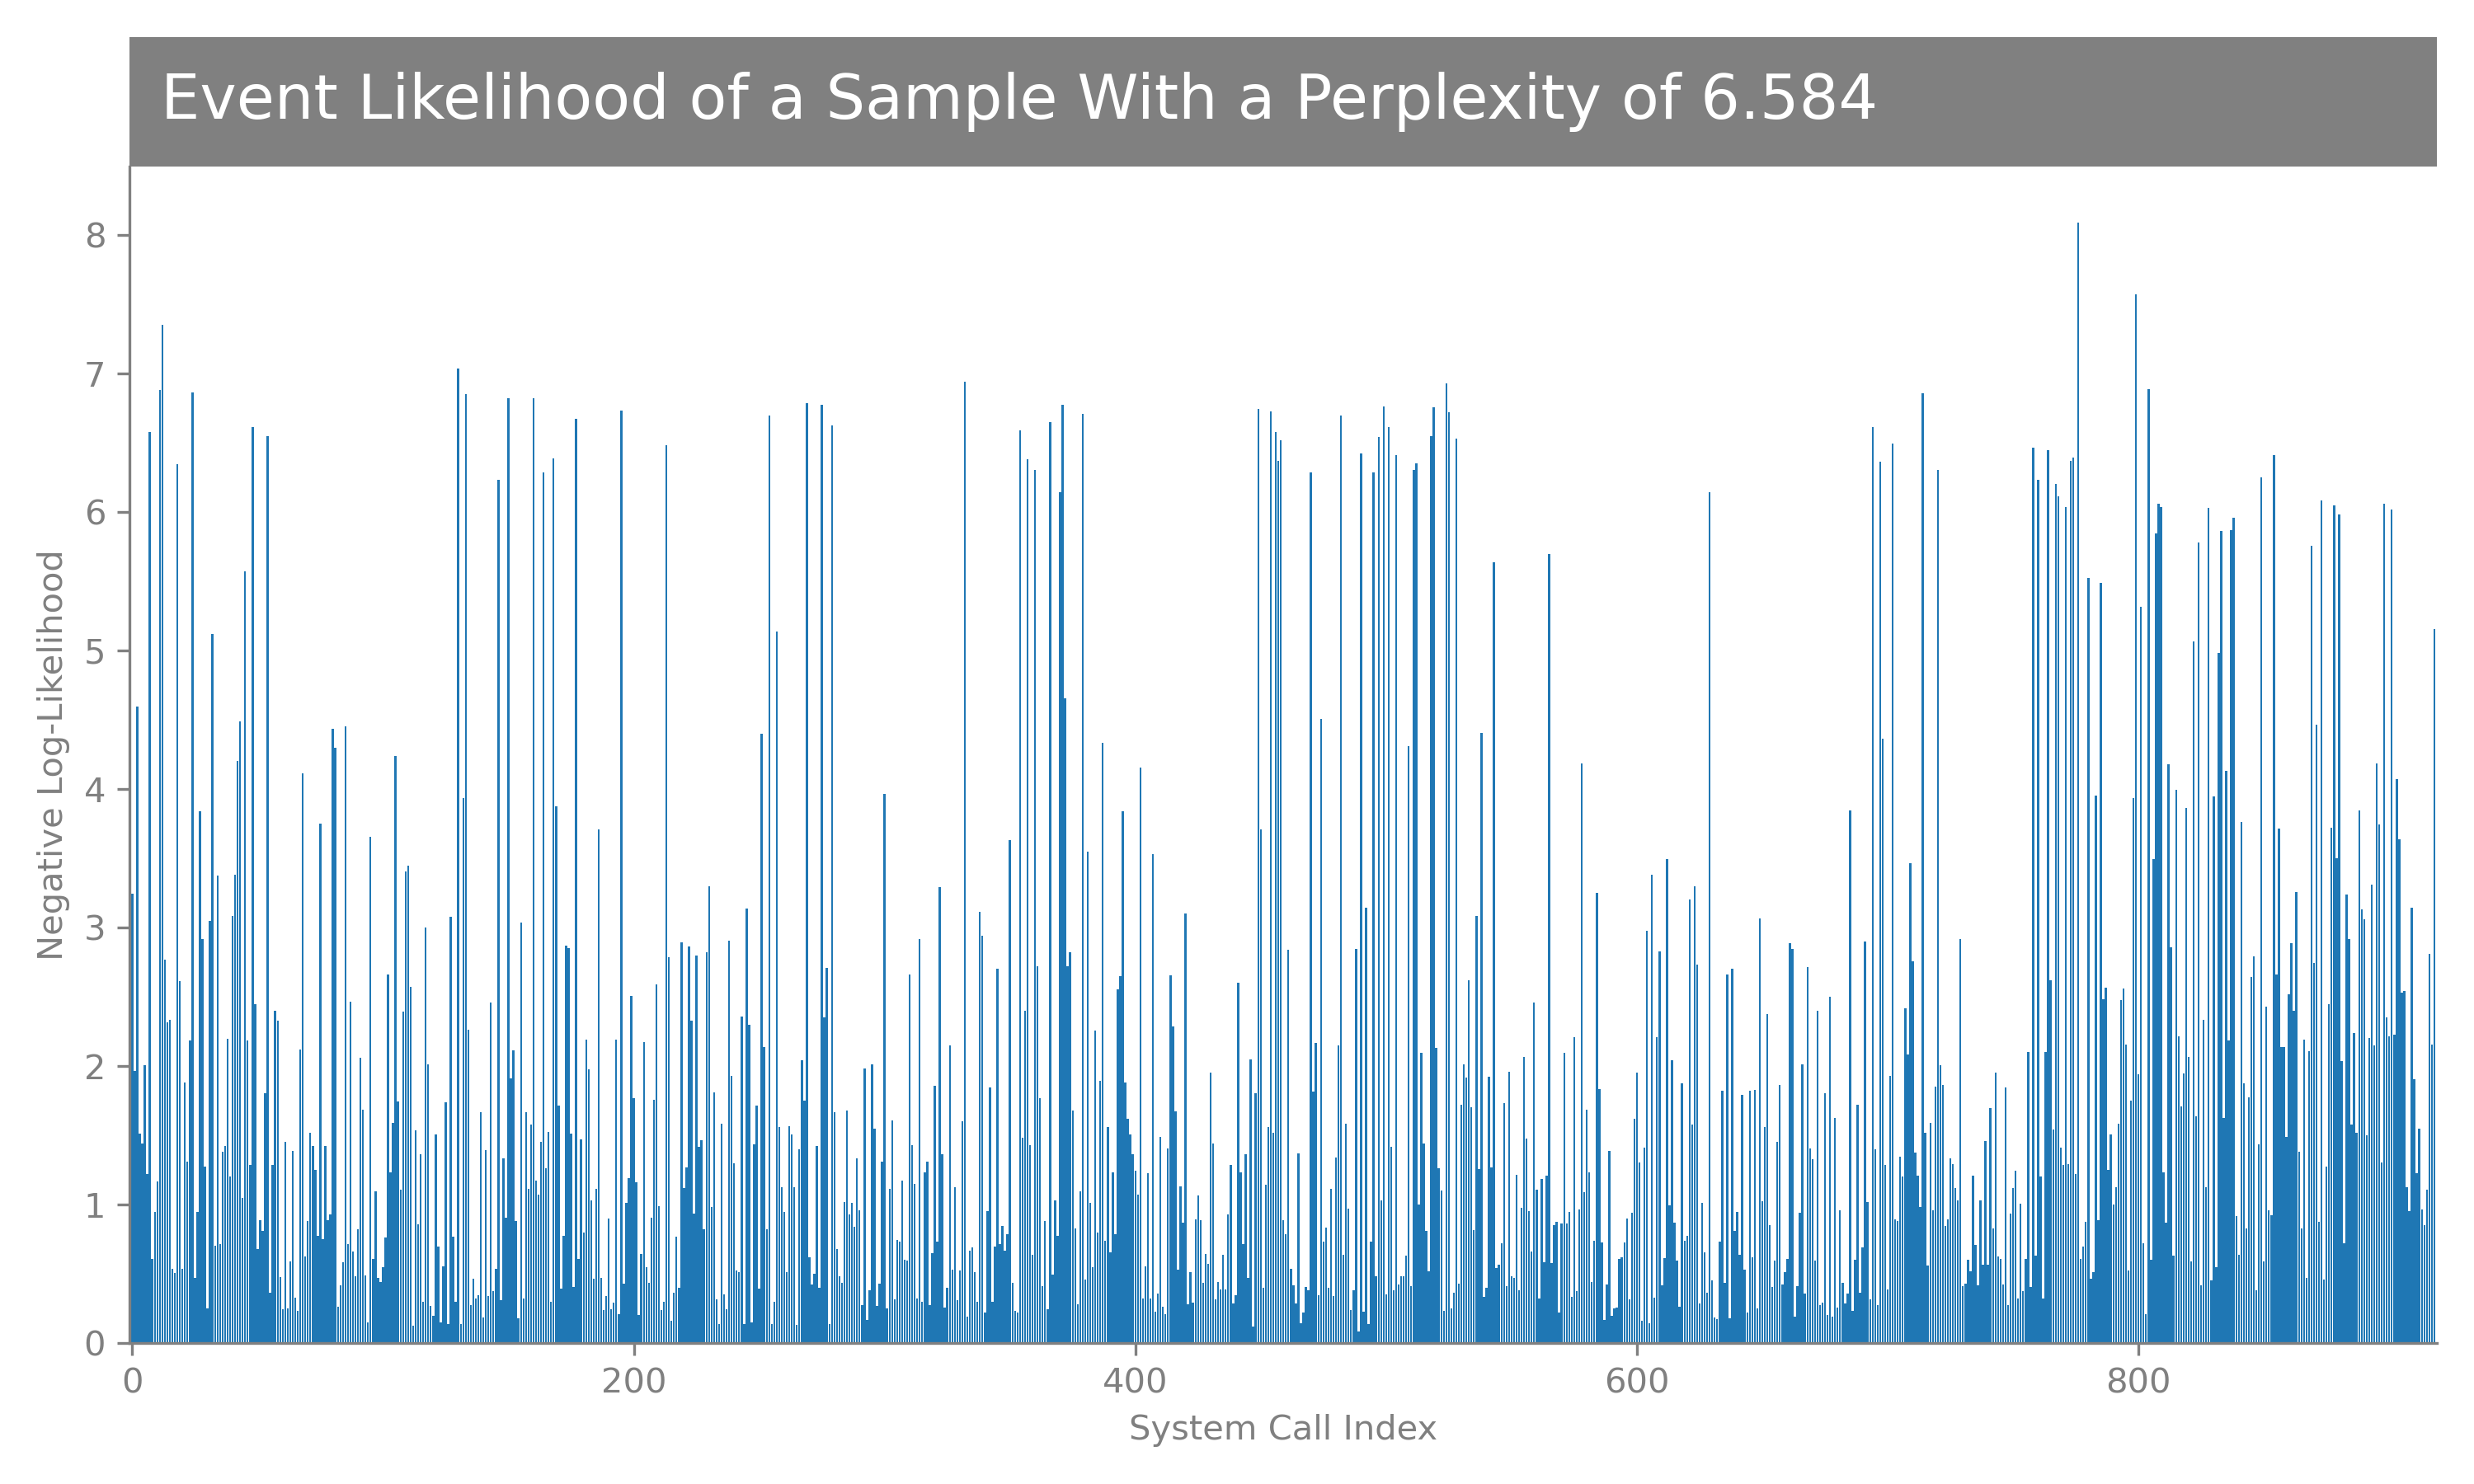 Event Likelihood of a Sample With a Perplexity of 6.584
8
7
6
5
4
3
2
1
0
Negative Log-Likelihood
0 200 400 600 800
System Call Index